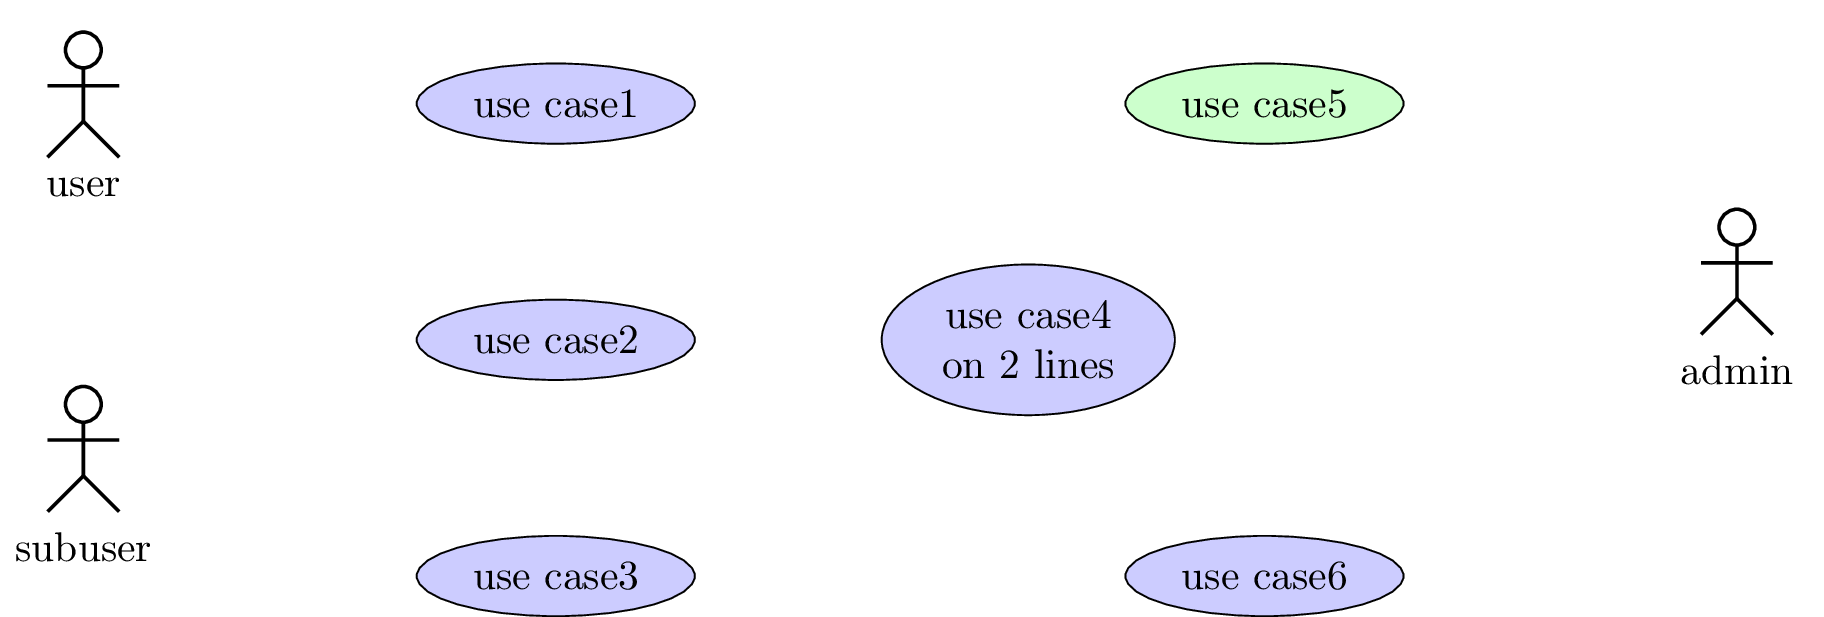 use case1
use case5
user
use case2
use case4
on 2 lines
admin
subuser
use case3
use case6